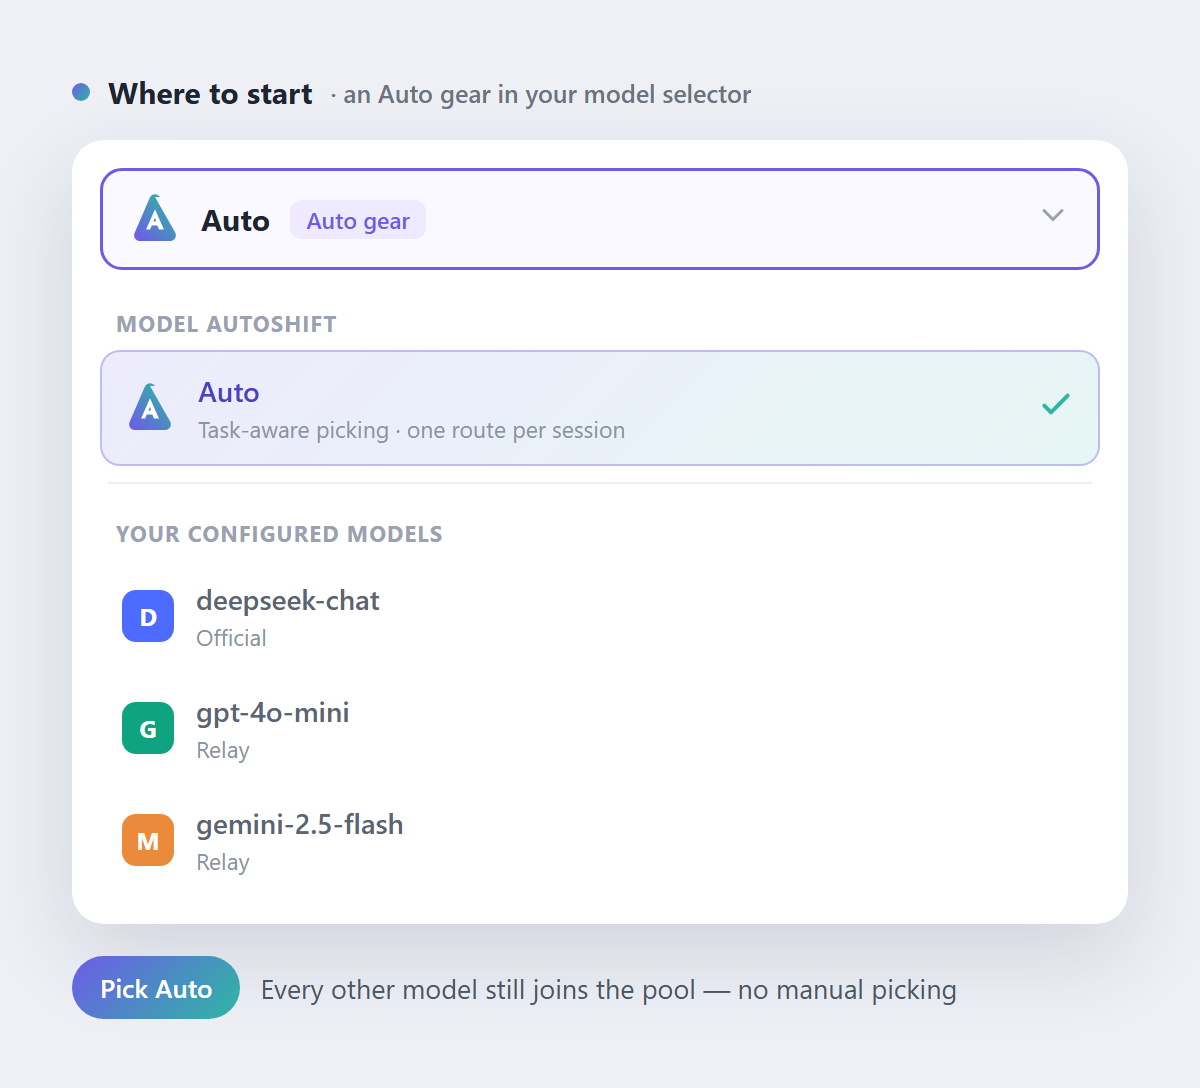 Where to start · an Auto gear in your model selector
A Auto Auto gear
MODEL AUTOSHIFT
A Auto
Task-aware picking · one route per session
YOUR CONFIGURED MODELS
D deepseek-chat
Official
G gpt-4o-mini
Relay
M gemini-2.5-flash
Relay
Pick Auto Every other model still joins the pool — no manual picking